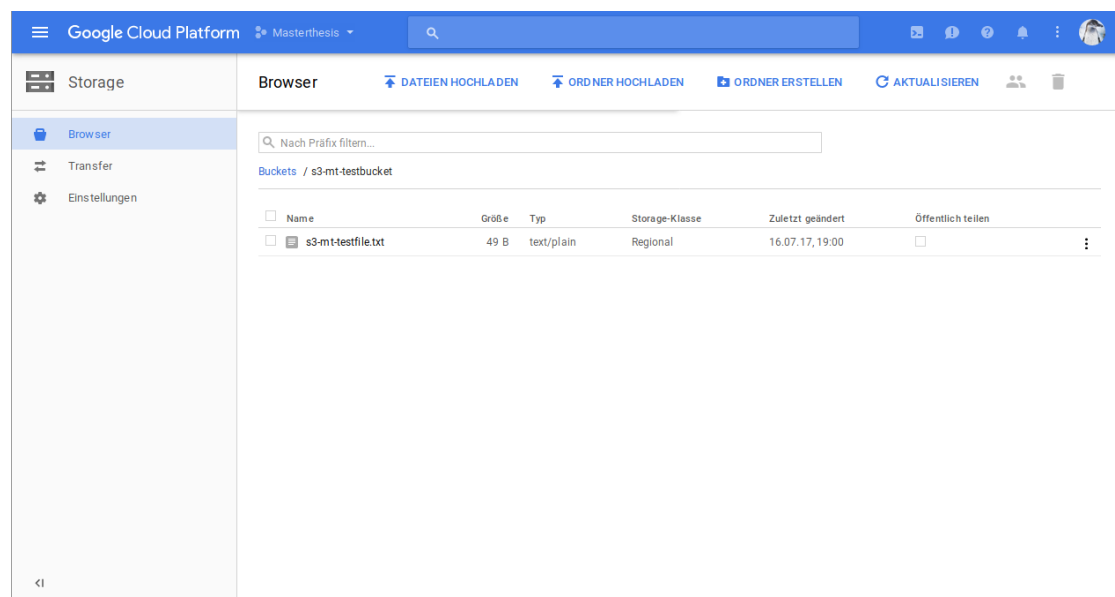 Google Cloud Platform Masterthesis
Storage
Browser DATEIEN HOCHLADEN ORDNER HOCHLADEN ORDNER ERSTELLEN AKTUALISIEREN
Browser
Transfer
Einstellungen
Nach Präfix filtern...
Buckets / s3-mt-testbucket
Name Größe Typ Storage-Klasse Zuletzt geändert Öffentlich teilen
s3-mt-testfile.txt 49 B text/plain Regional 16.07.17, 19:00